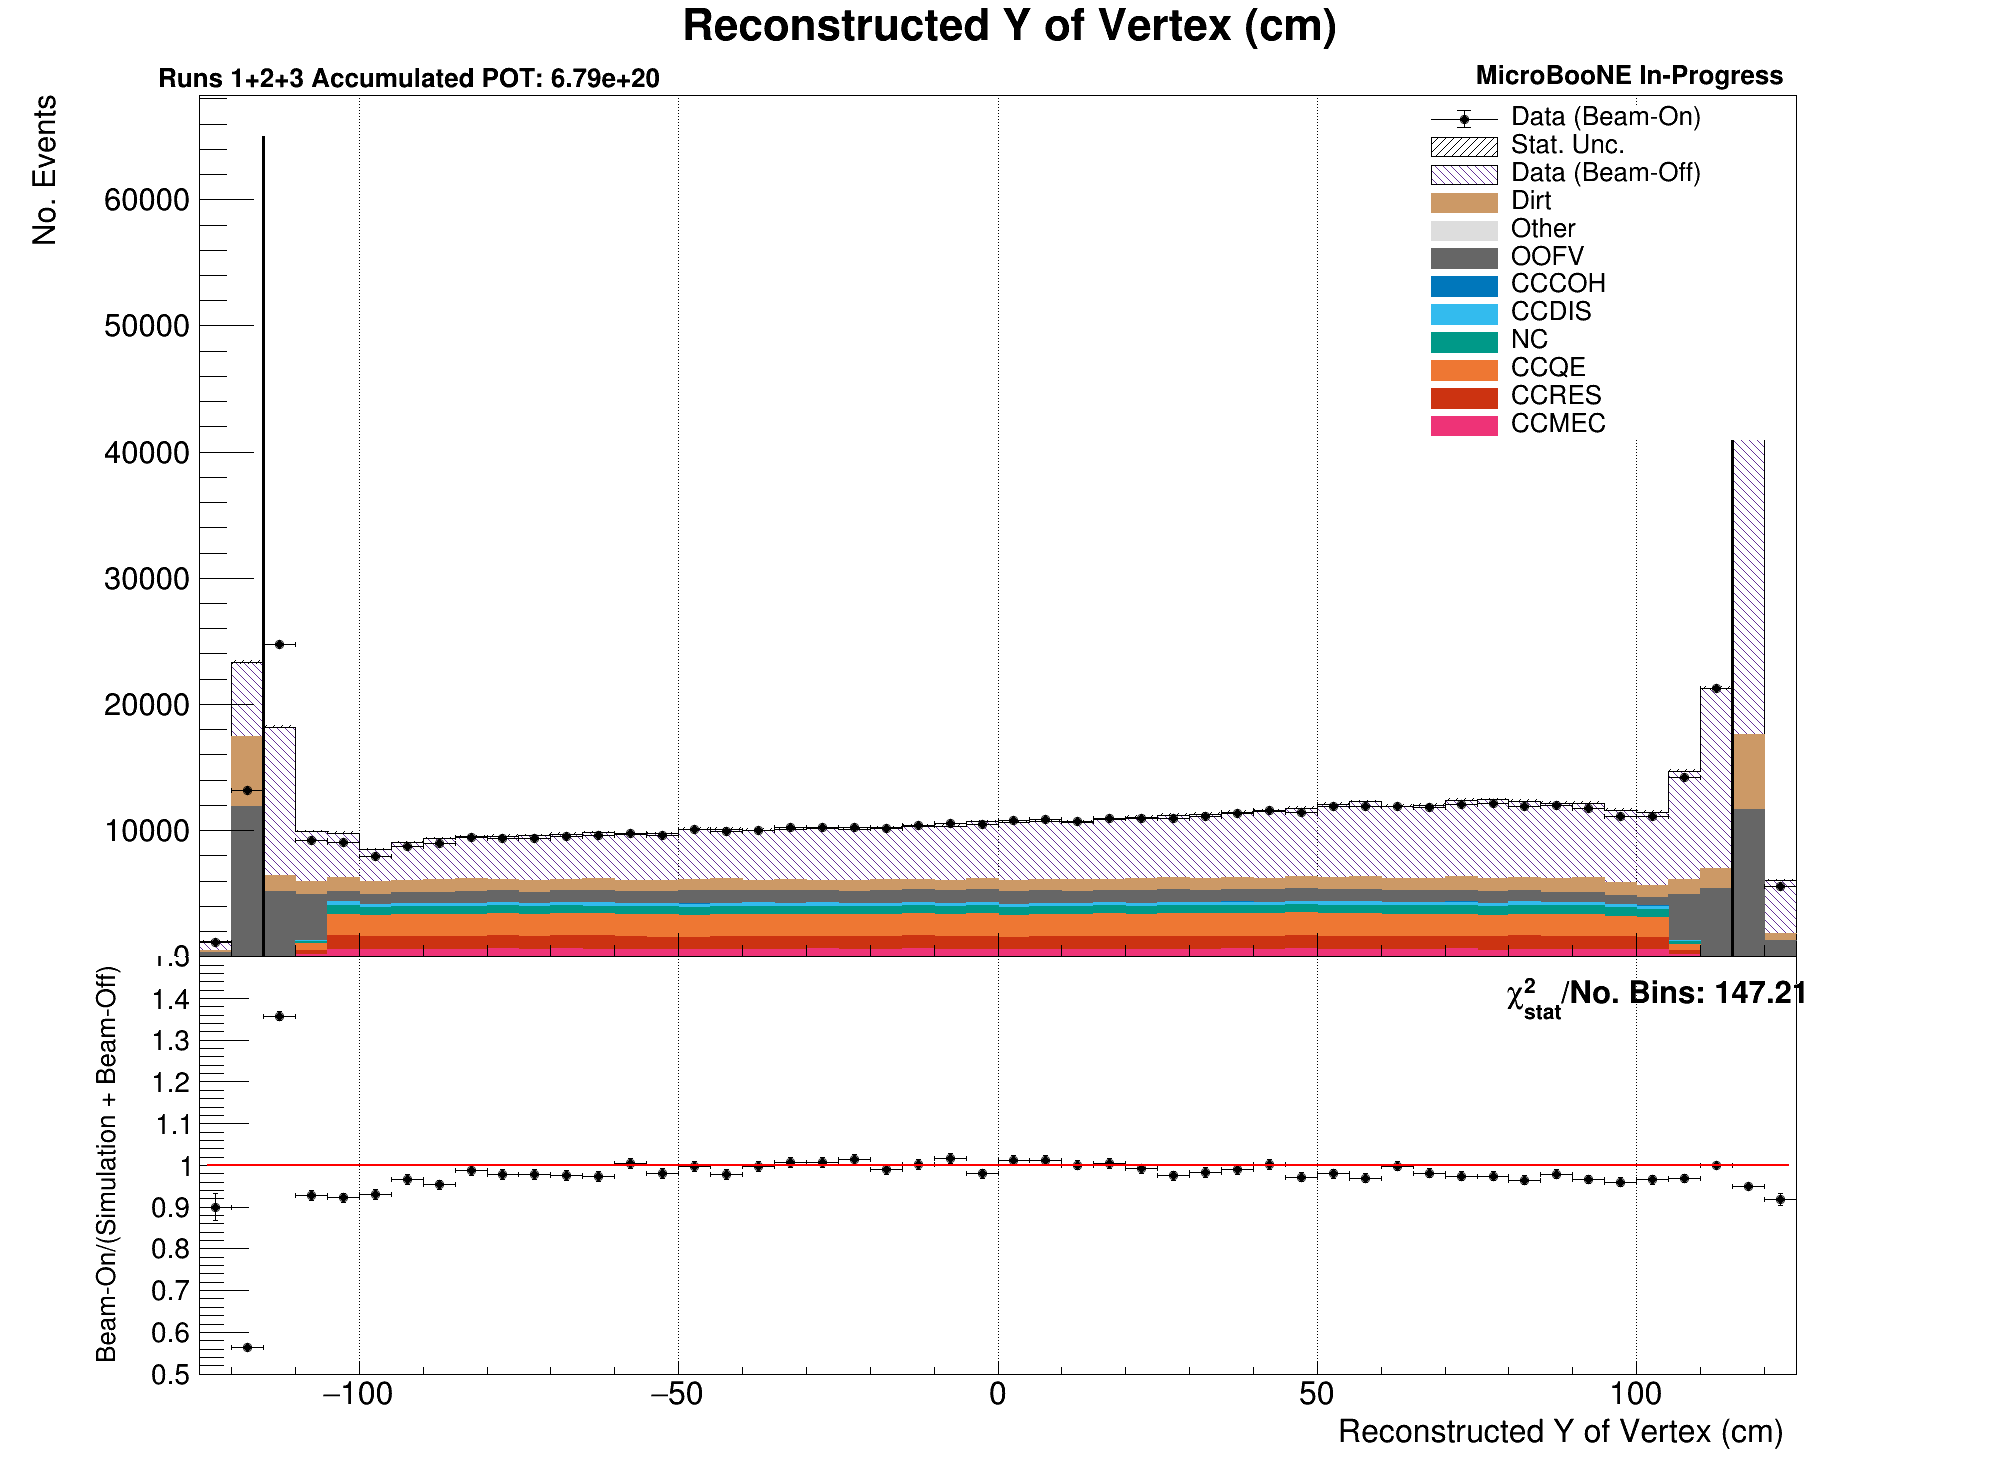 Reconstructed Y of Vertex (cm)
Runs 1+2+3 Accumulated POT: 6.79e+20
MicroBooNE In-Progress
No. Events
60000
50000
40000
30000
20000
10000
Data (Beam-On)
Stat. Unc.
Data (Beam-Off)
Dirt
Other
OOFV
CCCOH
CCDIS
NC
CCQE
CCRES
CCMEC
Beam-On/(Simulation + Beam-Off)
χ²stat/No. Bins: 147.21
1.4
1.3
1.2
1.1
1
0.9
0.8
0.7
0.6
0.5
−100
−50
0
50
100
Reconstructed Y of Vertex (cm)